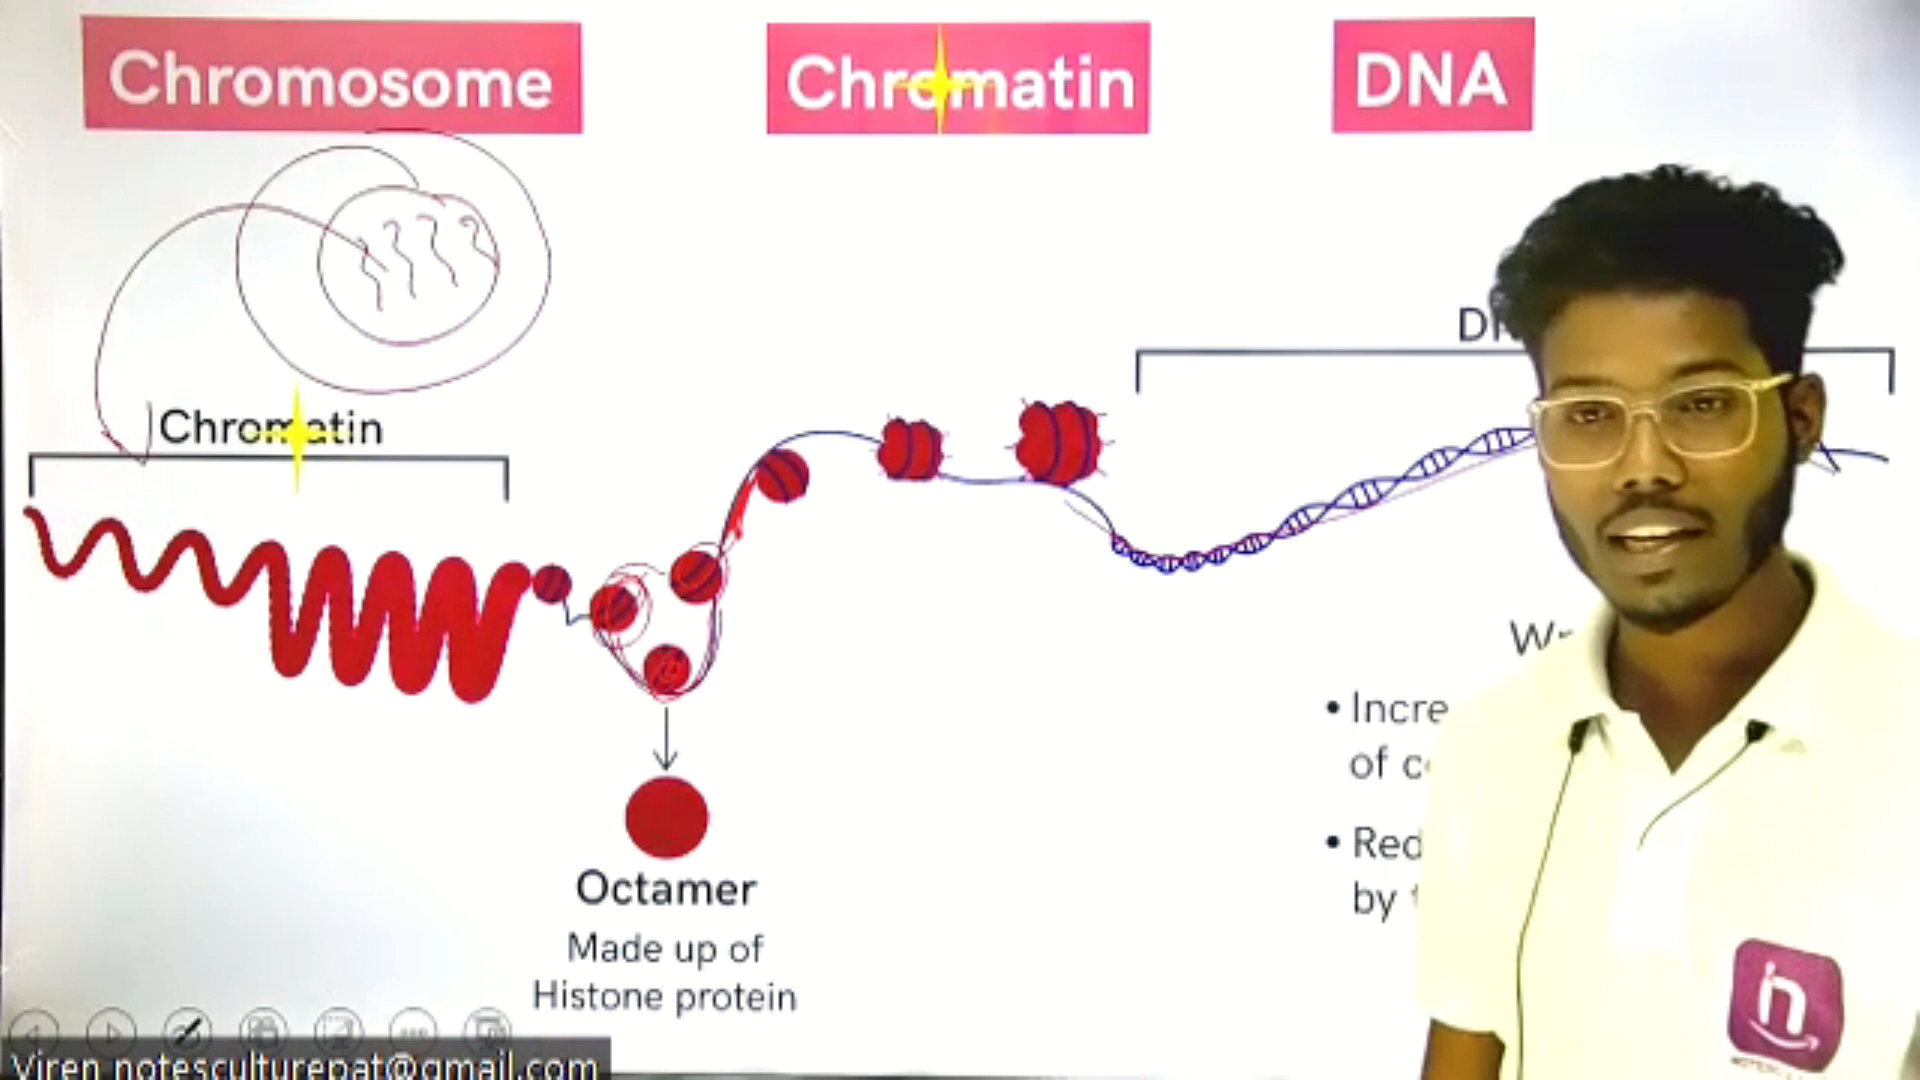 Chromosome
Chromatin
DNA
Chromatin
• Incre
of c
• Red
by
Octamer
Made up of
Histone protein
Viren notesculturepat@gmail.com